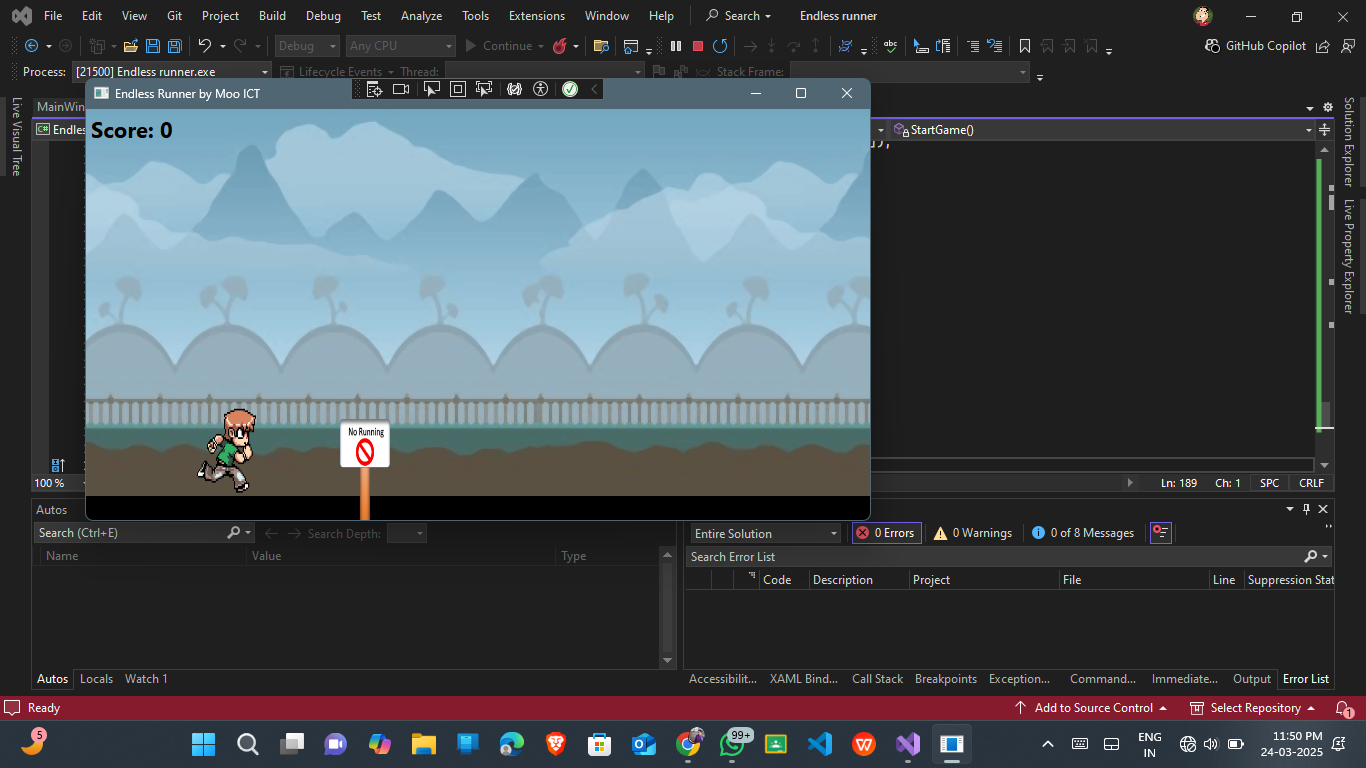 File Edit View Git Project Build Debug Test Analyze Tools Extensions Window Help Search Endless runner
Debug Any CPU Continue GitHub Copilot
Process: [21500] Endless runner.exe Lifecycle Events Thread: Stack Frame:
Endless Runner by Moo ICT
MainWin
Endles
StartGame()
Score: 0
No Running
Live Visual Tree
Solution Explorer
Live Property Explorer
100 %
Ln: 189 Ch: 1 SPC CRLF
Autos
Search (Ctrl+E) Search Depth:
Name Value Type
Autos Locals Watch 1
Entire Solution 0 Errors 0 Warnings 0 of 8 Messages
Search Error List
Code Description Project File Line Suppression Stat
Accessibilit... XAML Bind... Call Stack Breakpoints Exception... Command... Immediate... Output Error List
Ready Add to Source Control Select Repository 1
5
99+
ENG
IN
11:50 PM
24-03-2025